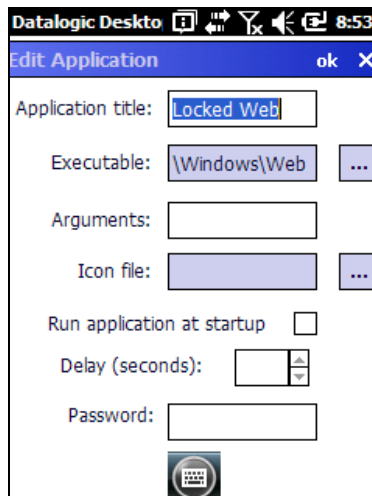 Datalogic Deskto 8:53
Edit Application ok X
Application title: Locked Web
Executable: \Windows\Web ...
Arguments:
Icon file: ...
Run application at startup
Delay (seconds):
Password: